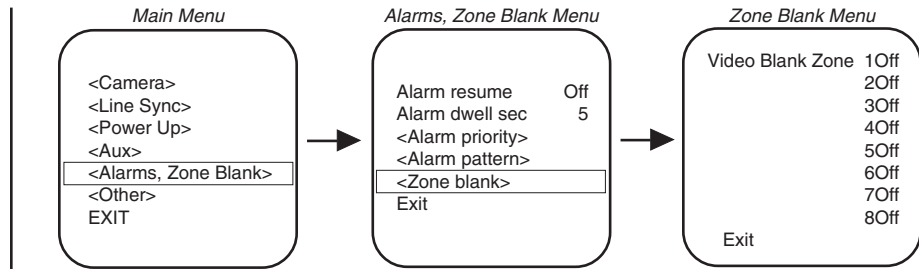 Main Menu
<Camera>
<Line Sync>
<Power Up>
<Aux>
<Alarms, Zone Blank>
<Other>
EXIT
Alarms, Zone Blank Menu
Alarm resume Off
Alarm dwell sec 5
<Alarm priority>
<Alarm pattern>
<Zone blank>
Exit
Zone Blank Menu
Video Blank Zone 1Off
2Off
3Off
4Off
5Off
6Off
7Off
8Off
Exit